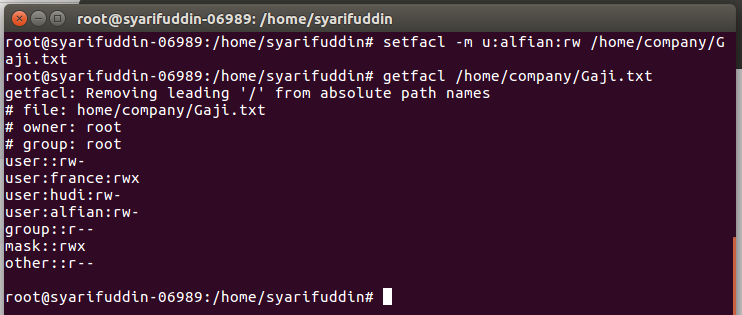 root@syarifuddin-06989: /home/syarifuddin
root@syarifuddin-06989:/home/syarifuddin# setfacl -m u:alfian:rw /home/company/G
aji.txt
root@syarifuddin-06989:/home/syarifuddin# getfacl /home/company/Gaji.txt
getfacl: Removing leading '/' from absolute path names
# file: home/company/Gaji.txt
# owner: root
# group: root
user::rw-
user:france:rwx
user:hudi:rw-
user:alfian:rw-
group::r--
mask::rwx
other::r--
root@syarifuddin-06989:/home/syarifuddin#